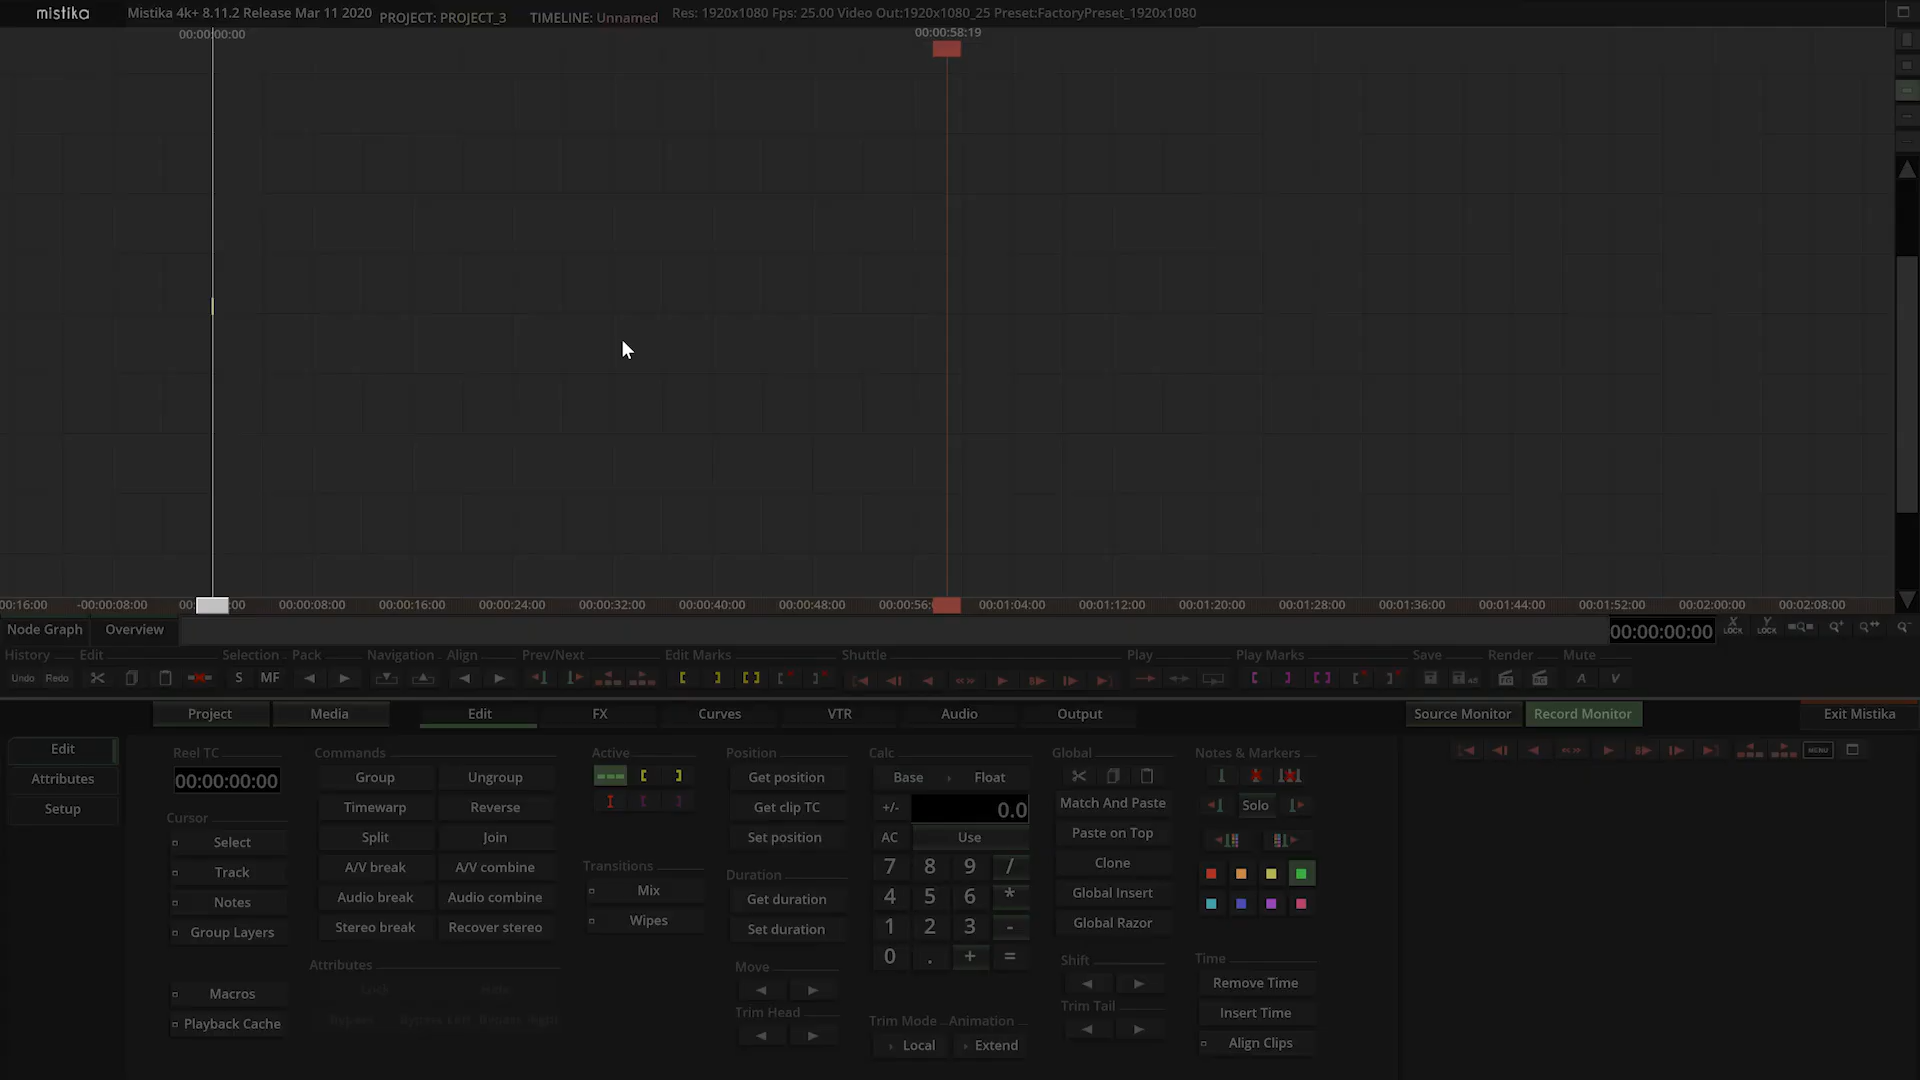 mistika Mistika 4k+ 8.11.2 Release Mar 11 2020 PROJECT: PROJECT_3 TIMELINE: Unnamed Res: 1920x1080 Fps: 25.00 Video Out:1920x1080_25 Preset:FactoryPreset_1920x1080
00:00:00:00 00:00:58:19
00:16:00 -00:00:08:00 00:00:08:00 00:00:16:00 00:00:24:00 00:00:32:00 00:00:40:00 00:00:48:00 00:00:56: 00:01:04:00 00:01:12:00 00:01:20:00 00:01:28:00 00:01:36:00 00:01:44:00 00:01:52:00 00:02:00:00 00:02:08:00
Node Graph Overview 00:00:00:00 X LOCK Y LOCK
History Edit Selection Pack Navigation Align Prev/Next Edit Marks Shuttle Play Play Marks Save Render Mute
Undo Redo S MF A V
Project Media Edit FX Curves VTR Audio Output Source Monitor Record Monitor Exit Mistika
Edit Reel TC Commands Active Position Calc Global Notes & Markers MENU
Attributes 00:00:00:00 Group Ungroup Get position Base Float
Setup Cursor Timewarp Reverse Get clip TC +/- 0.0 Match And Paste Solo
Select Split Join Set position AC Use Paste on Top
Track A/V break A/V combine Transitions Duration 7 8 9 / Clone
Notes Audio break Audio combine Mix Get duration 4 5 6 * Global Insert
Group Layers Stereo break Recover stereo Wipes Set duration 1 2 3 - Global Razor
0 . + =
Attributes Move Shift Time
Macros Lock Remove Time
Playback Cache Trim Head Trim Tail Insert Time
Trim Mode Animation
Local Extend Align Clips